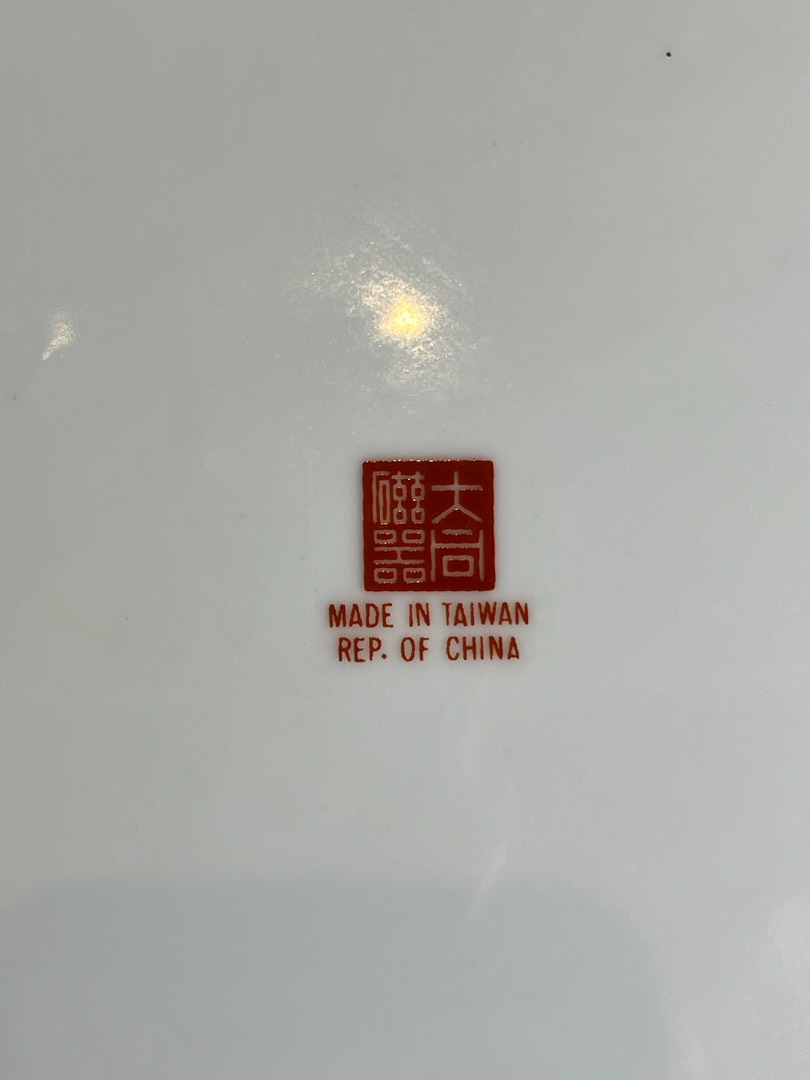 大同
磁器
MADE IN TAIWAN
REP. OF CHINA